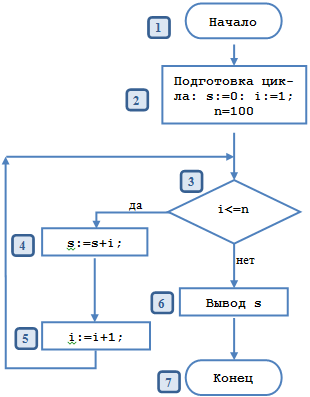 1
Начало
2
Подготовка цик-
ла: s:=0: i:=1;
n=100
3
i<=n
да
4
s:=s+i;
нет
6
Вывод s
5
i:=i+1;
7
Конец